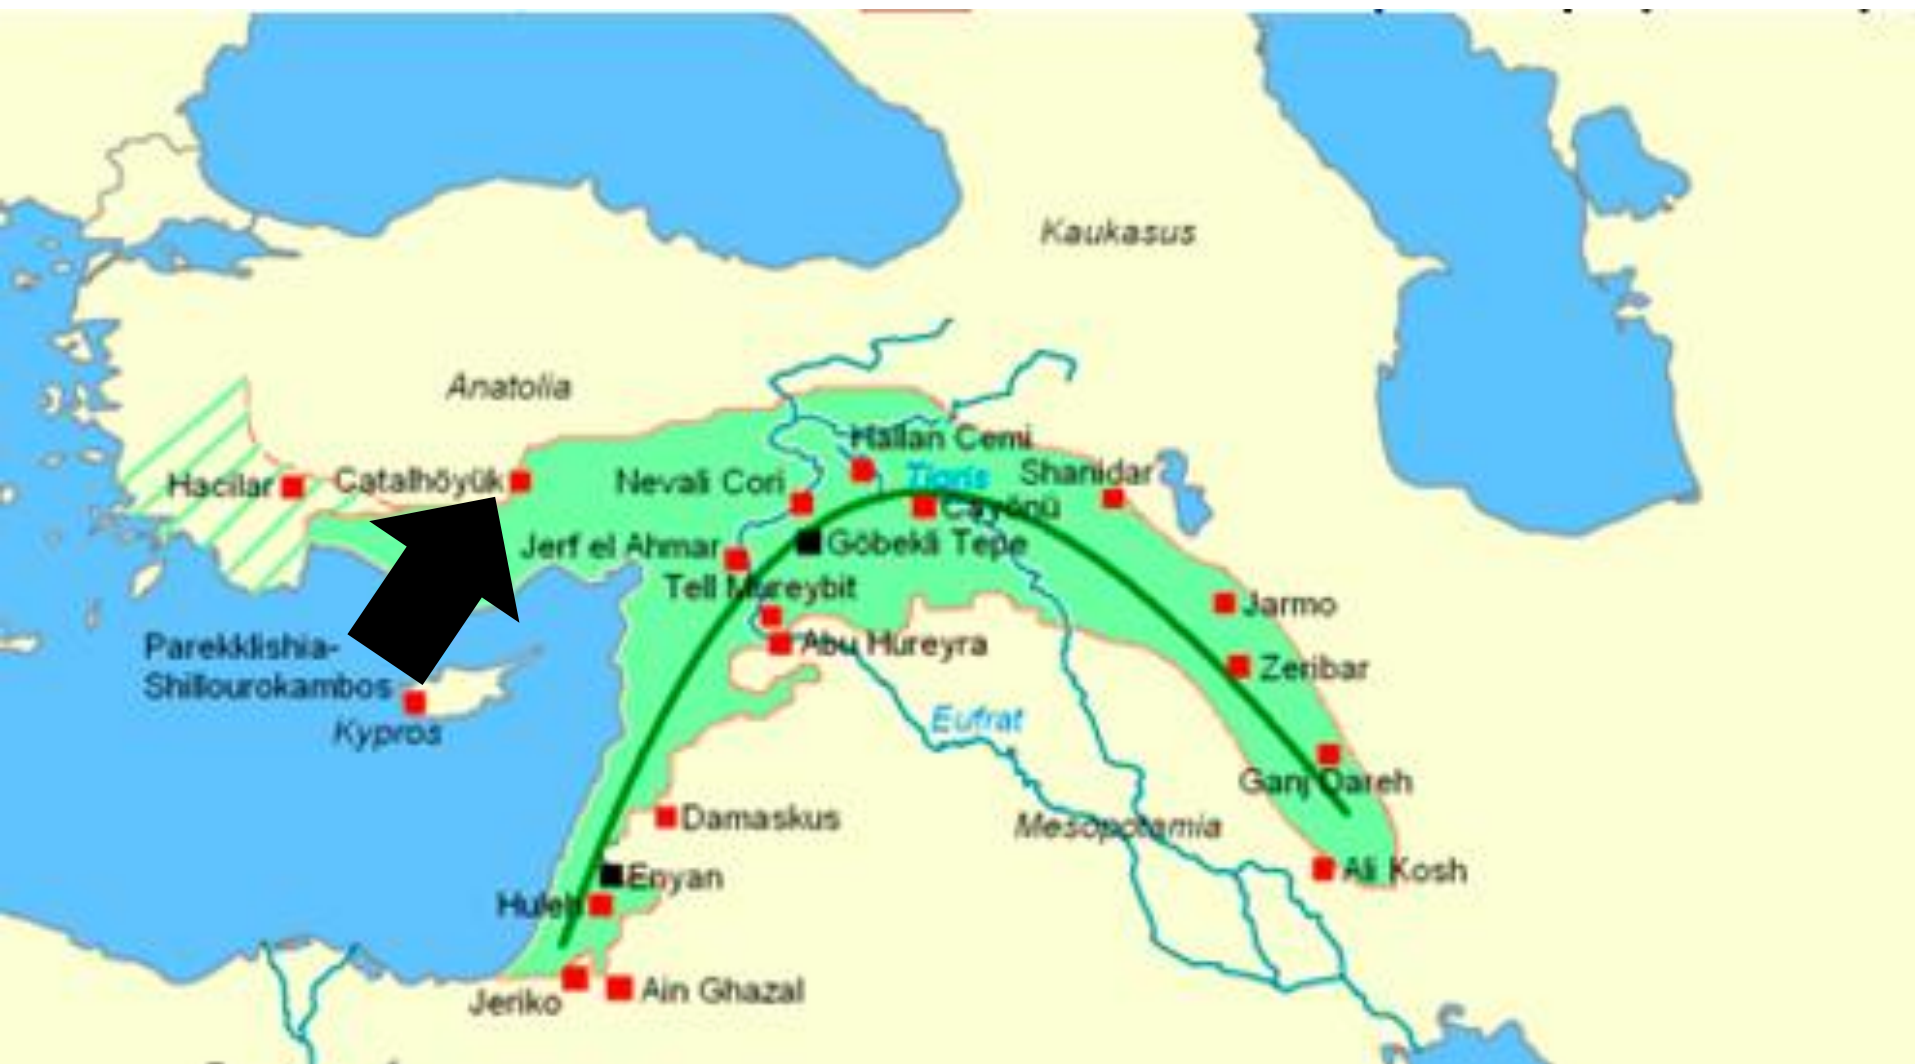 Kaukasus
Anatolia
Hallan Cemi
Hacilar
Catalhöyük
Nevali Cori
Tigris
Shanidar
Cayönü
Jerf el Ahmar
Göbekli Tepe
Tell Mureybit
Jarmo
Parekklishia-
Shillourokambos
Kypros
Abu Hureyra
Zeribar
Eufrat
Ganj Dareh
Damaskus
Mesopotamia
Enyan
Ali Kosh
Huleh
Jeriko
Ain Ghazal